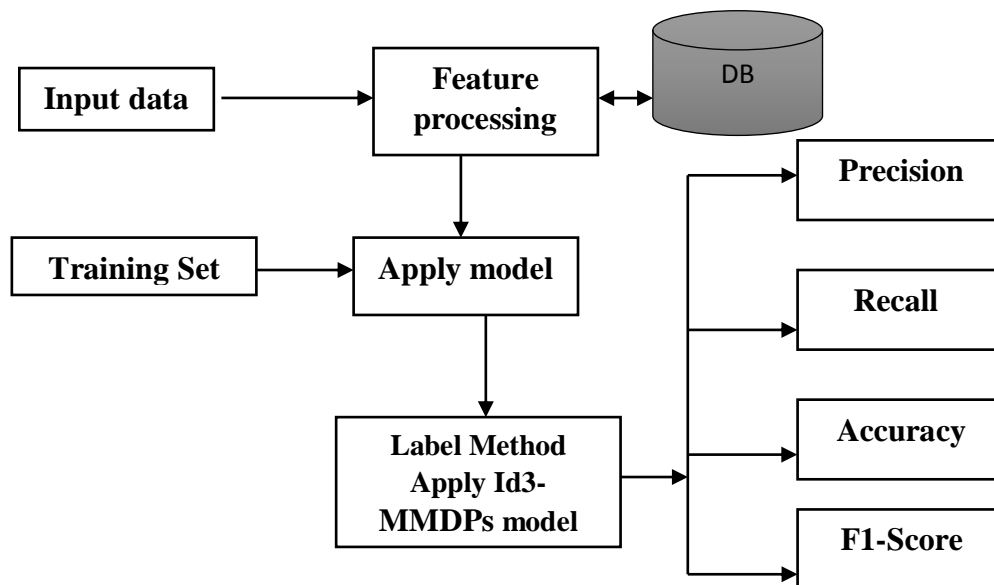 Input data
Feature
processing
DB
Precision
Training Set
Apply model
Recall
Label Method
Apply Id3-
MMDPs model
Accuracy
F1-Score